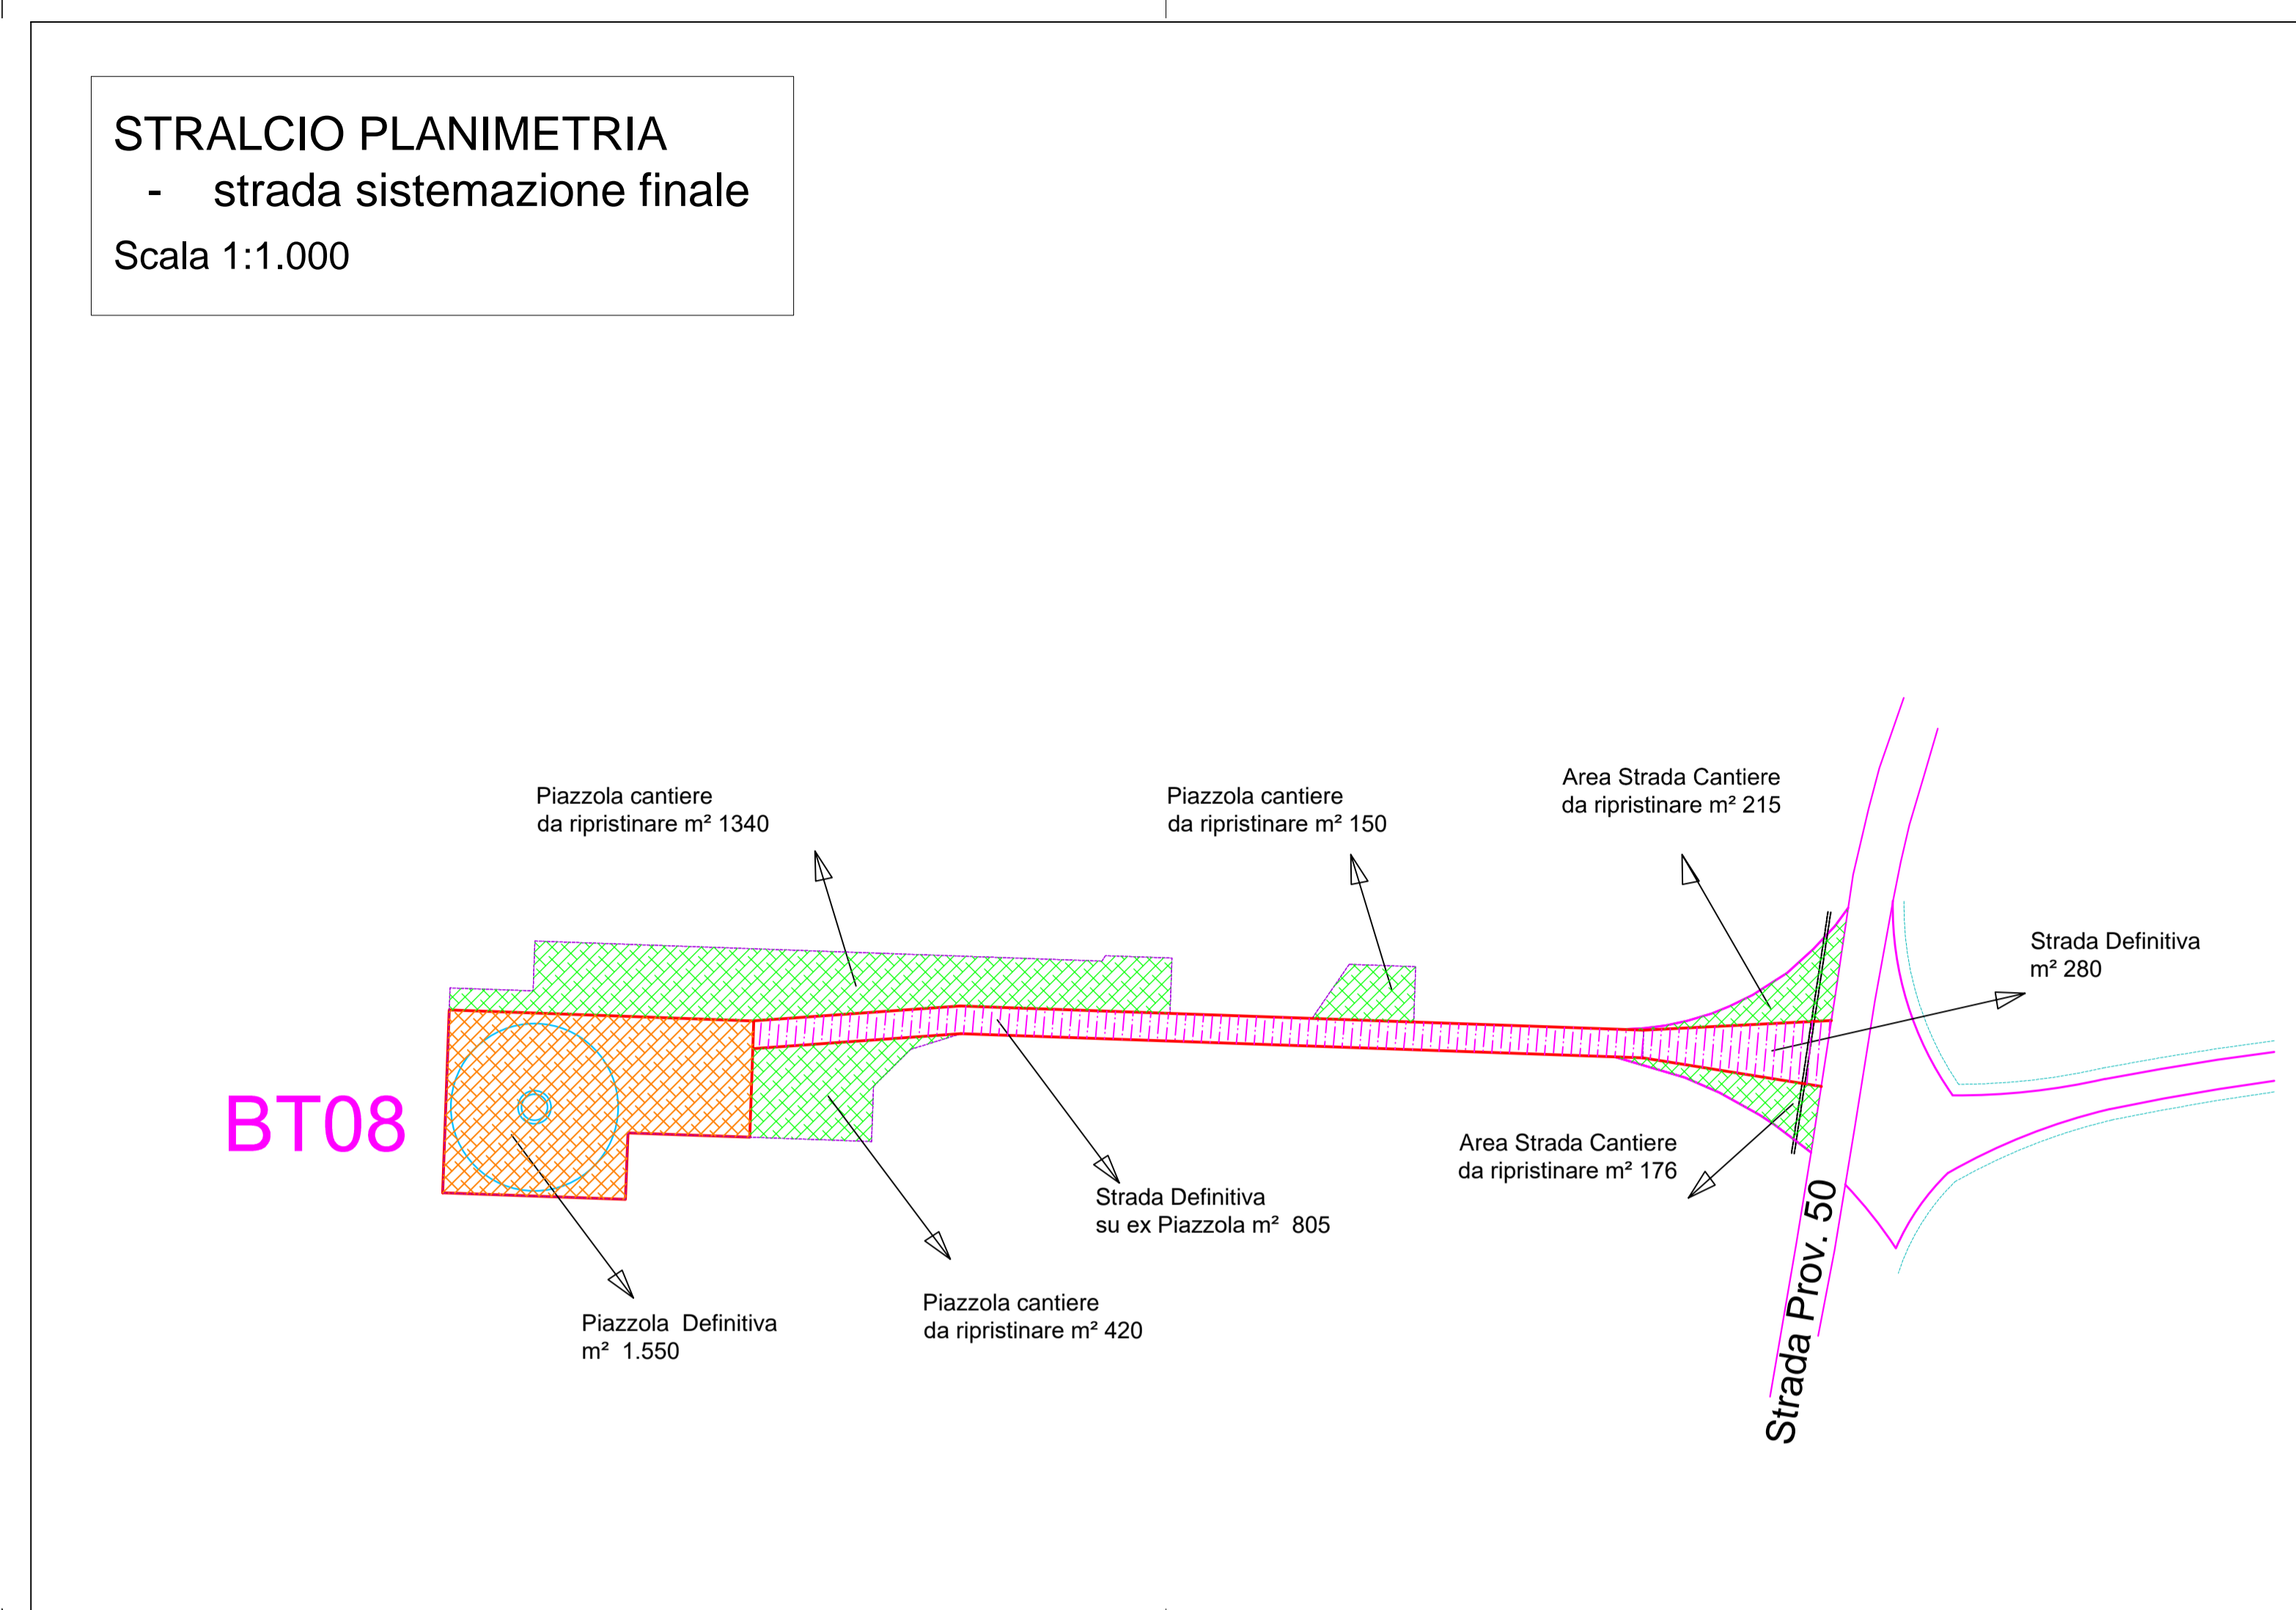 STRALCIO PLANIMETRIA
- strada sistemazione finale
Scala 1:1.000
Piazzola cantiere
da ripristinare m² 1340
Piazzola cantiere
da ripristinare m² 150
Area Strada Cantiere
da ripristinare m² 215
Strada Definitiva
m² 280
BT08
Area Strada Cantiere
da ripristinare m² 176
Strada Definitiva
su ex Piazzola m² 805
Piazzola cantiere
da ripristinare m² 420
Piazzola Definitiva
m² 1.550
Strada Prov. 50